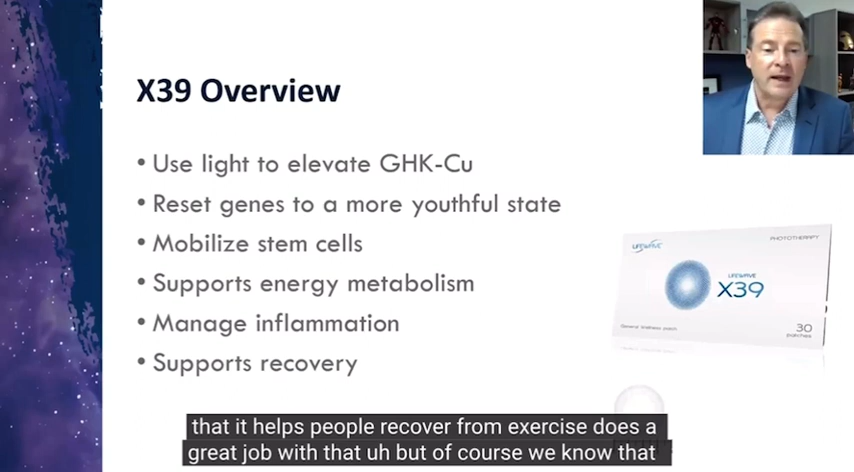 X39 Overview
• Use light to elevate GHK-Cu
• Reset genes to a more youthful state
• Mobilize stem cells
• Supports energy metabolism
• Manage inflammation
• Supports recovery
LIFEWAVE
PHOTOTHERAPY
LIFEWAVE
X39
General wellness patch
30
patches
that it helps people recover from exercise does a
great job with that uh but of course we know that